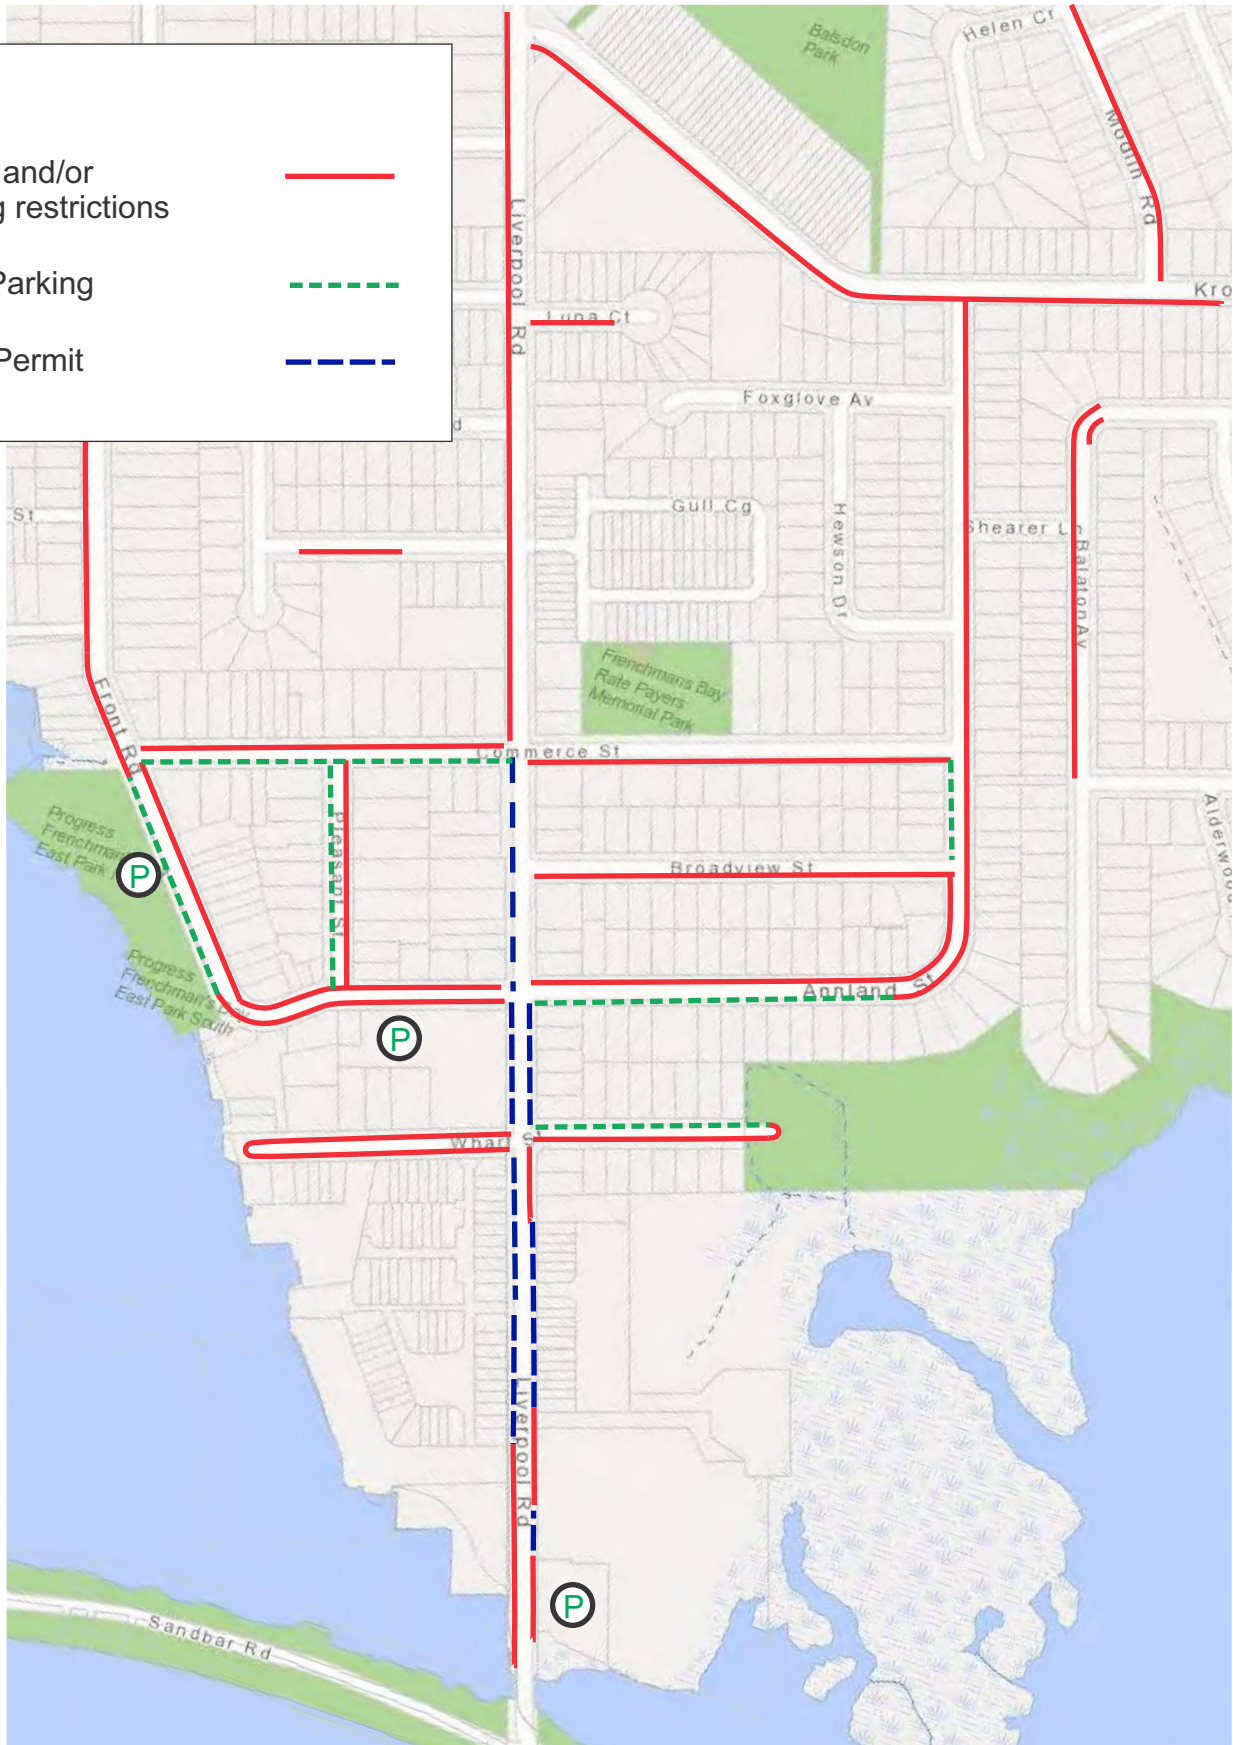 Balsdon
Park
Helen Cr
Modlin Rd
and/or
restrictions
Parking
Permit
Liverpool Rd
Luna Ct
Kro
Foxglove Av
d
St
Gull Cg
Hewson Dr
Shearer Ln
Balaton Av
Frenchmans Bay
Rate Payers
Memorial Park
Front Rd
Commerce St
Pleasant St
Progress
Frenchman
East Park
P
Broadview St
Alderwood
Progress
Frenchman's Bay
East Park South
Annland St
P
Wharf St
Liverpool Rd
P
Sandbar Rd